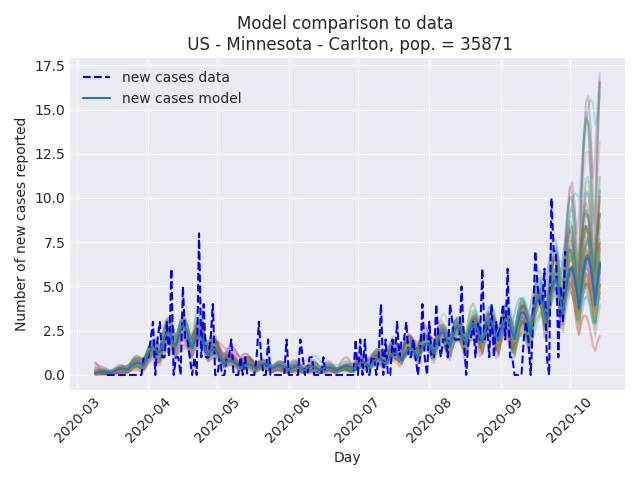 Model comparison to data
US - Minnesota - Carlton, pop. = 35871
new cases data
new cases model
Number of new cases reported
17.5
15.0
12.5
10.0
7.5
5.0
2.5
0.0
2020-03
2020-04
2020-05
2020-06
2020-07
2020-08
2020-09
2020-10
Day